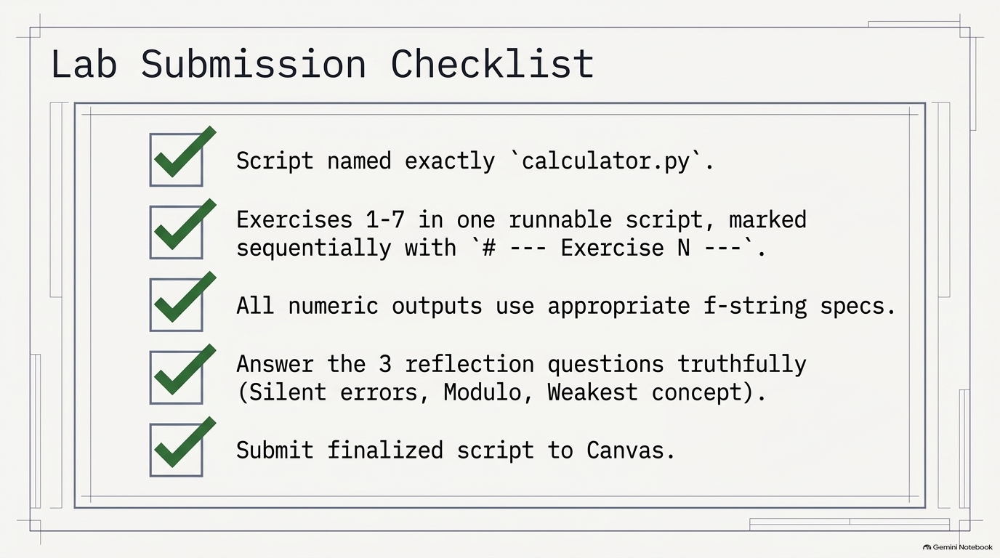 Lab Submission Checklist
Script named exactly `calculator.py`.
Exercises 1-7 in one runnable script, marked
sequentially with `# --- Exercise N ---`.
All numeric outputs use appropriate f-string specs.
Answer the 3 reflection questions truthfully
(Silent errors, Modulo, Weakest concept).
Submit finalized script to Canvas.
Gemini Notebook